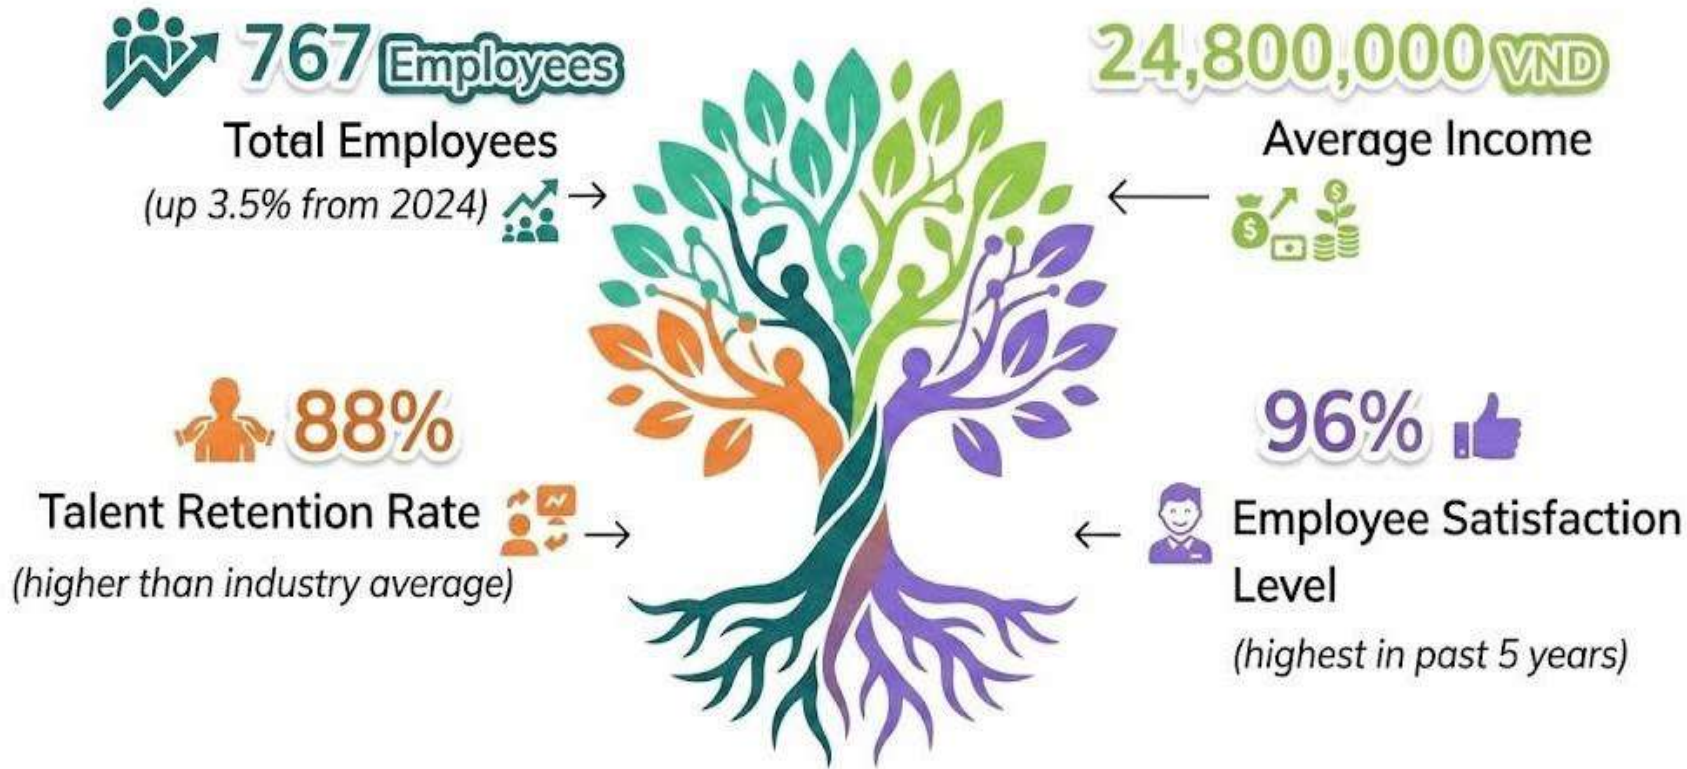 767 Employees
Total Employees
(up 3.5% from 2024)
24,800,000 VND
Average Income
88%
Talent Retention Rate
(higher than industry average)
96%
Employee Satisfaction
Level
(highest in past 5 years)